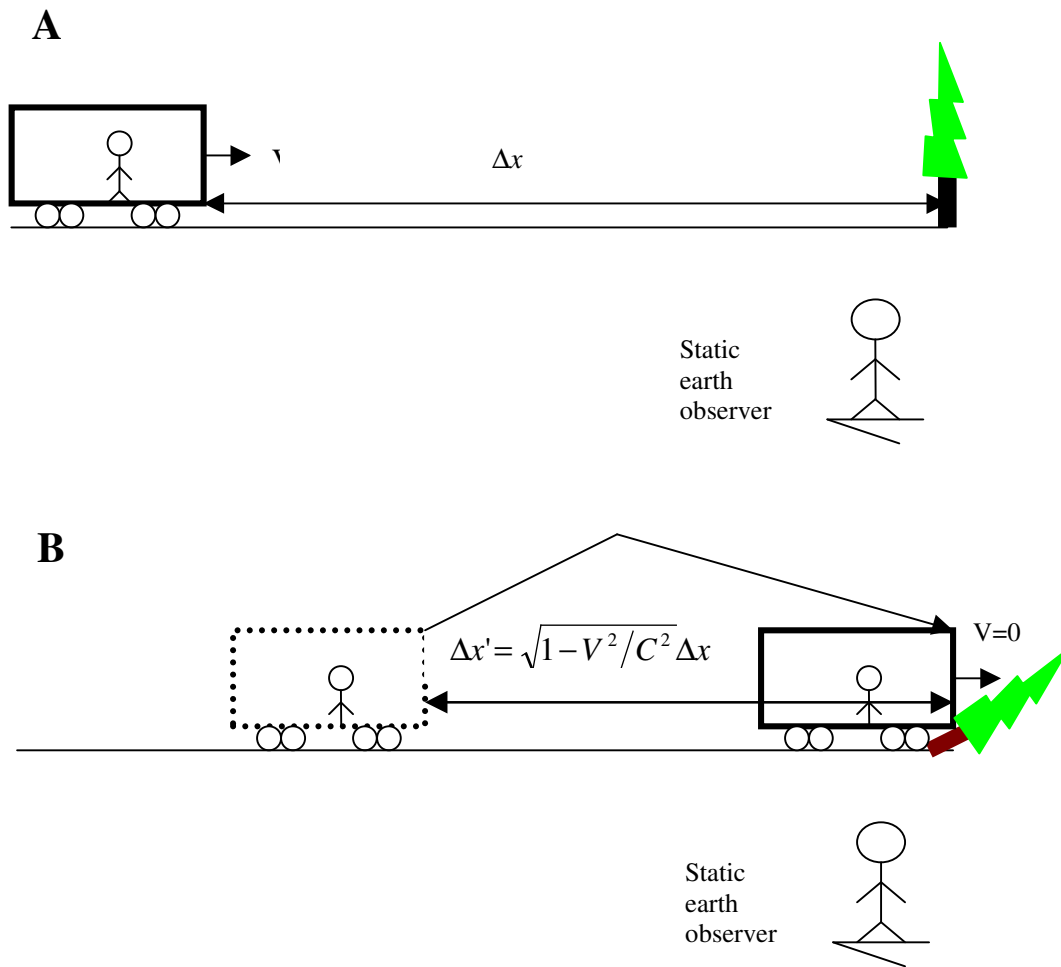 A
Δx
Static
earth
observer
B
V=0
Δx'= √1−V²/C² Δx
Static
earth
observer